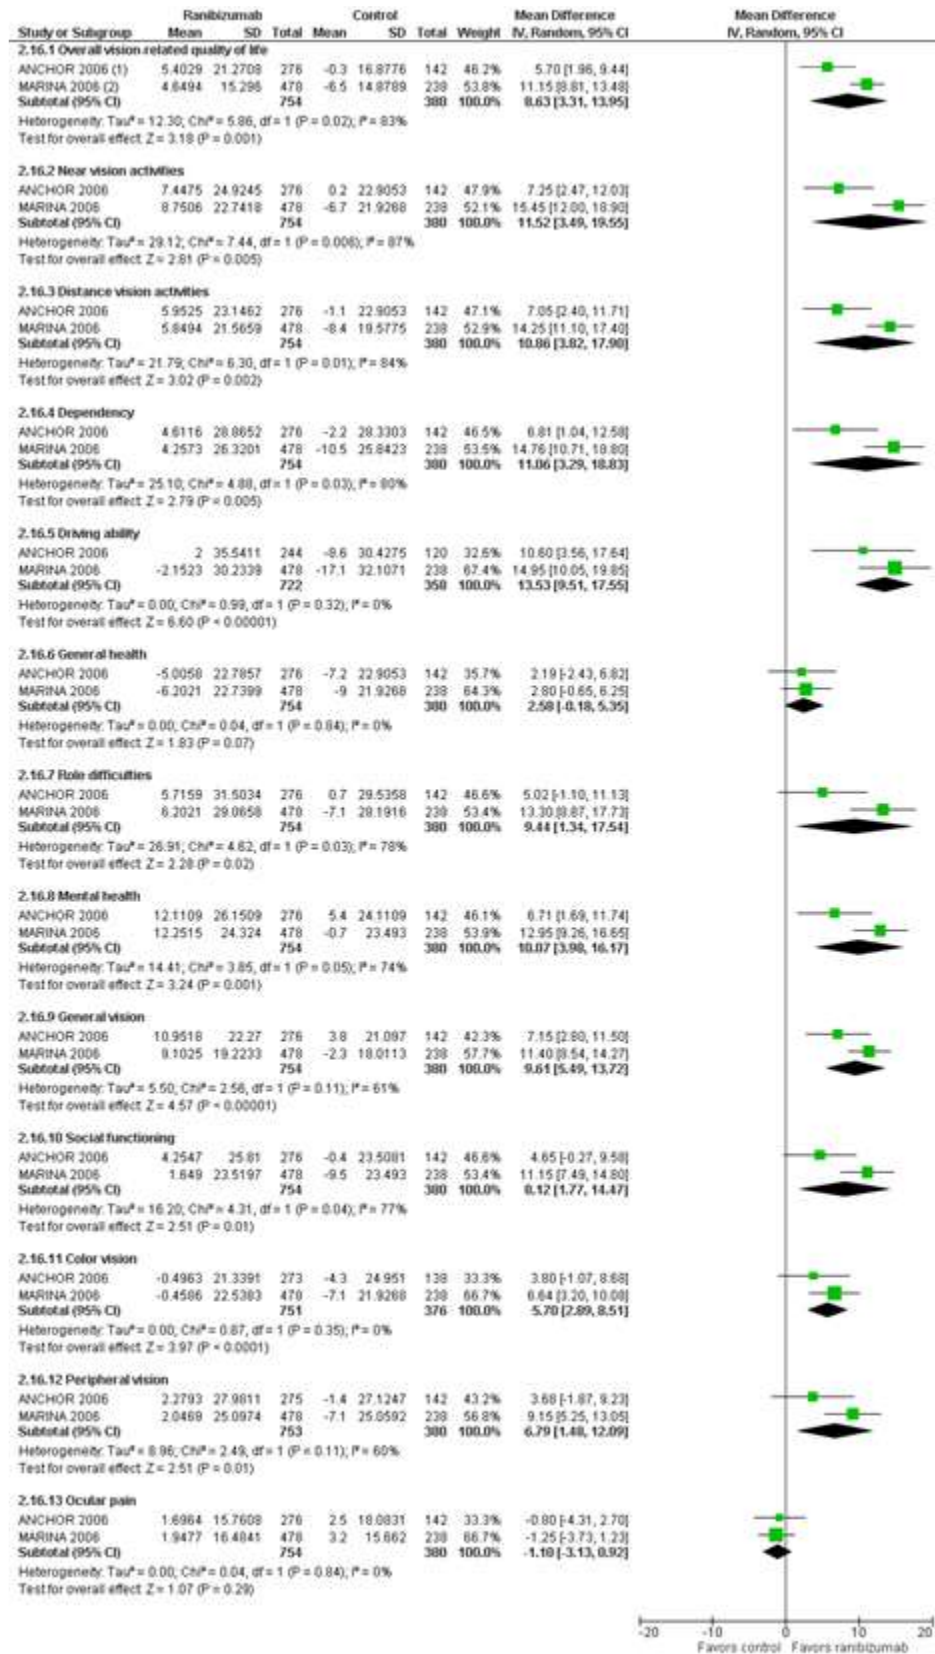 Ranibizumab Control Mean Difference Mean Difference
Study or Subgroup Mean SD Total Mean SD Total Weight IV, Random, 95% CI IV, Random, 95% CI
2.16.1 Overall vision related quality of life
ANCHOR 2006 (1) 5.4029 21.2708 276 -0.3 16.8776 142 46.2% 5.70 [1.96, 9.44]
MARINA 2006 (2) 4.6494 15.296 478 -6.5 14.8789 238 53.8% 11.15 [8.81, 13.48]
Subtotal (95% CI) 754 380 100.0% 8.63 [3.31, 13.95]
Heterogeneity: Tau² = 12.30; Chi² = 5.86, df = 1 (P = 0.02); I² = 83%
Test for overall effect: Z = 3.18 (P = 0.001)
2.16.2 Near vision activities
ANCHOR 2006 7.4475 24.9245 276 0.2 22.9053 142 47.9% 7.25 [2.47, 12.03]
MARINA 2006 8.7506 22.7418 478 -6.7 21.9268 238 52.1% 15.45 [12.00, 18.90]
Subtotal (95% CI) 754 380 100.0% 11.52 [3.49, 19.55]
Heterogeneity: Tau² = 29.12; Chi² = 7.44, df = 1 (P = 0.006); I² = 87%
Test for overall effect: Z = 2.81 (P = 0.005)
2.16.3 Distance vision activities
ANCHOR 2006 5.9525 23.1462 276 -1.1 22.9053 142 47.1% 7.05 [2.40, 11.71]
MARINA 2006 5.8494 21.5659 478 -8.4 19.5775 238 52.9% 14.25 [11.10, 17.40]
Subtotal (95% CI) 754 380 100.0% 10.86 [3.82, 17.90]
Heterogeneity: Tau² = 21.79; Chi² = 6.30, df = 1 (P = 0.01); I² = 84%
Test for overall effect: Z = 3.02 (P = 0.002)
2.16.4 Dependency
ANCHOR 2006 4.6116 28.8652 276 -2.2 28.3303 142 46.5% 6.81 [1.04, 12.58]
MARINA 2006 4.2573 26.3201 478 -10.5 25.8423 238 53.5% 14.76 [10.71, 18.80]
Subtotal (95% CI) 754 380 100.0% 11.06 [3.29, 18.83]
Heterogeneity: Tau² = 25.10; Chi² = 4.88, df = 1 (P = 0.03); I² = 80%
Test for overall effect: Z = 2.79 (P = 0.005)
2.16.5 Driving ability
ANCHOR 2006 2 35.5411 244 -8.6 30.4275 120 32.6% 10.60 [3.56, 17.64]
MARINA 2006 -2.1523 30.2339 478 -17.1 32.1071 238 67.4% 14.95 [10.05, 19.85]
Subtotal (95% CI) 722 358 100.0% 13.53 [9.51, 17.55]
Heterogeneity: Tau² = 0.00; Chi² = 0.99, df = 1 (P = 0.32); I² = 0%
Test for overall effect: Z = 6.60 (P < 0.00001)
2.16.6 General health
ANCHOR 2006 -5.0058 22.7857 276 -7.2 22.9053 142 35.7% 2.19 [-2.43, 6.82]
MARINA 2006 -6.2021 22.7399 478 -9 21.9268 238 64.3% 2.80 [-0.65, 6.25]
Subtotal (95% CI) 754 380 100.0% 2.58 [-0.18, 5.35]
Heterogeneity: Tau² = 0.00; Chi² = 0.04, df = 1 (P = 0.84); I² = 0%
Test for overall effect: Z = 1.83 (P = 0.07)
2.16.7 Role difficulties
ANCHOR 2006 5.7159 31.5034 276 0.7 29.5358 142 46.6% 5.02 [-1.10, 11.13]
MARINA 2006 6.2021 29.0658 478 -7.1 28.1916 238 53.4% 13.30 [8.87, 17.73]
Subtotal (95% CI) 754 380 100.0% 9.44 [1.34, 17.54]
Heterogeneity: Tau² = 26.91; Chi² = 4.62, df = 1 (P = 0.03); I² = 78%
Test for overall effect: Z = 2.28 (P = 0.02)
2.16.8 Mental health
ANCHOR 2006 12.1109 26.1509 276 5.4 24.1109 142 46.1% 6.71 [1.69, 11.74]
MARINA 2006 12.2515 24.324 478 -0.7 23.493 238 53.9% 12.95 [9.26, 16.65]
Subtotal (95% CI) 754 380 100.0% 10.07 [3.98, 16.17]
Heterogeneity: Tau² = 14.41; Chi² = 3.85, df = 1 (P = 0.05); I² = 74%
Test for overall effect: Z = 3.24 (P = 0.001)
2.16.9 General vision
ANCHOR 2006 10.9518 22.27 276 3.8 21.097 142 42.3% 7.15 [2.80, 11.50]
MARINA 2006 9.1025 19.2233 478 -2.3 18.0113 238 57.7% 11.40 [8.54, 14.27]
Subtotal (95% CI) 754 380 100.0% 9.61 [5.49, 13.72]
Heterogeneity: Tau² = 5.50; Chi² = 2.56, df = 1 (P = 0.11); I² = 61%
Test for overall effect: Z = 4.57 (P < 0.00001)
2.16.10 Social functioning
ANCHOR 2006 4.2547 25.81 276 -0.4 23.5081 142 46.6% 4.65 [-0.27, 9.58]
MARINA 2006 1.649 23.5197 478 -9.5 23.493 238 53.4% 11.15 [7.49, 14.80]
Subtotal (95% CI) 754 380 100.0% 8.12 [1.77, 14.47]
Heterogeneity: Tau² = 16.20; Chi² = 4.31, df = 1 (P = 0.04); I² = 77%
Test for overall effect: Z = 2.51 (P = 0.01)
2.16.11 Color vision
ANCHOR 2006 -0.4963 21.3391 273 -4.3 24.951 138 33.3% 3.80 [-1.07, 8.68]
MARINA 2006 -0.4586 22.5383 478 -7.1 21.9268 238 66.7% 6.64 [3.20, 10.08]
Subtotal (95% CI) 751 376 100.0% 5.70 [2.89, 8.51]
Heterogeneity: Tau² = 0.00; Chi² = 0.87, df = 1 (P = 0.35); I² = 0%
Test for overall effect: Z = 3.97 (P < 0.0001)
2.16.12 Peripheral vision
ANCHOR 2006 2.2793 27.9811 275 -1.4 27.1247 142 43.2% 3.68 [-1.87, 9.23]
MARINA 2006 2.0469 25.0974 478 -7.1 25.0592 238 56.8% 9.15 [5.25, 13.05]
Subtotal (95% CI) 753 380 100.0% 6.79 [1.48, 12.09]
Heterogeneity: Tau² = 8.96; Chi² = 2.49, df = 1 (P = 0.11); I² = 60%
Test for overall effect: Z = 2.51 (P = 0.01)
2.16.13 Ocular pain
ANCHOR 2006 1.6964 15.7608 276 2.5 18.0831 142 33.3% -0.80 [-4.31, 2.70]
MARINA 2006 1.9477 16.4841 478 3.2 15.662 238 66.7% -1.25 [-3.73, 1.23]
Subtotal (95% CI) 754 380 100.0% -1.10 [-3.13, 0.92]
Heterogeneity: Tau² = 0.00; Chi² = 0.04, df = 1 (P = 0.84); I² = 0%
Test for overall effect: Z = 1.07 (P = 0.29)
-20 -10 0 10 20
Favors control Favors ranibizumab